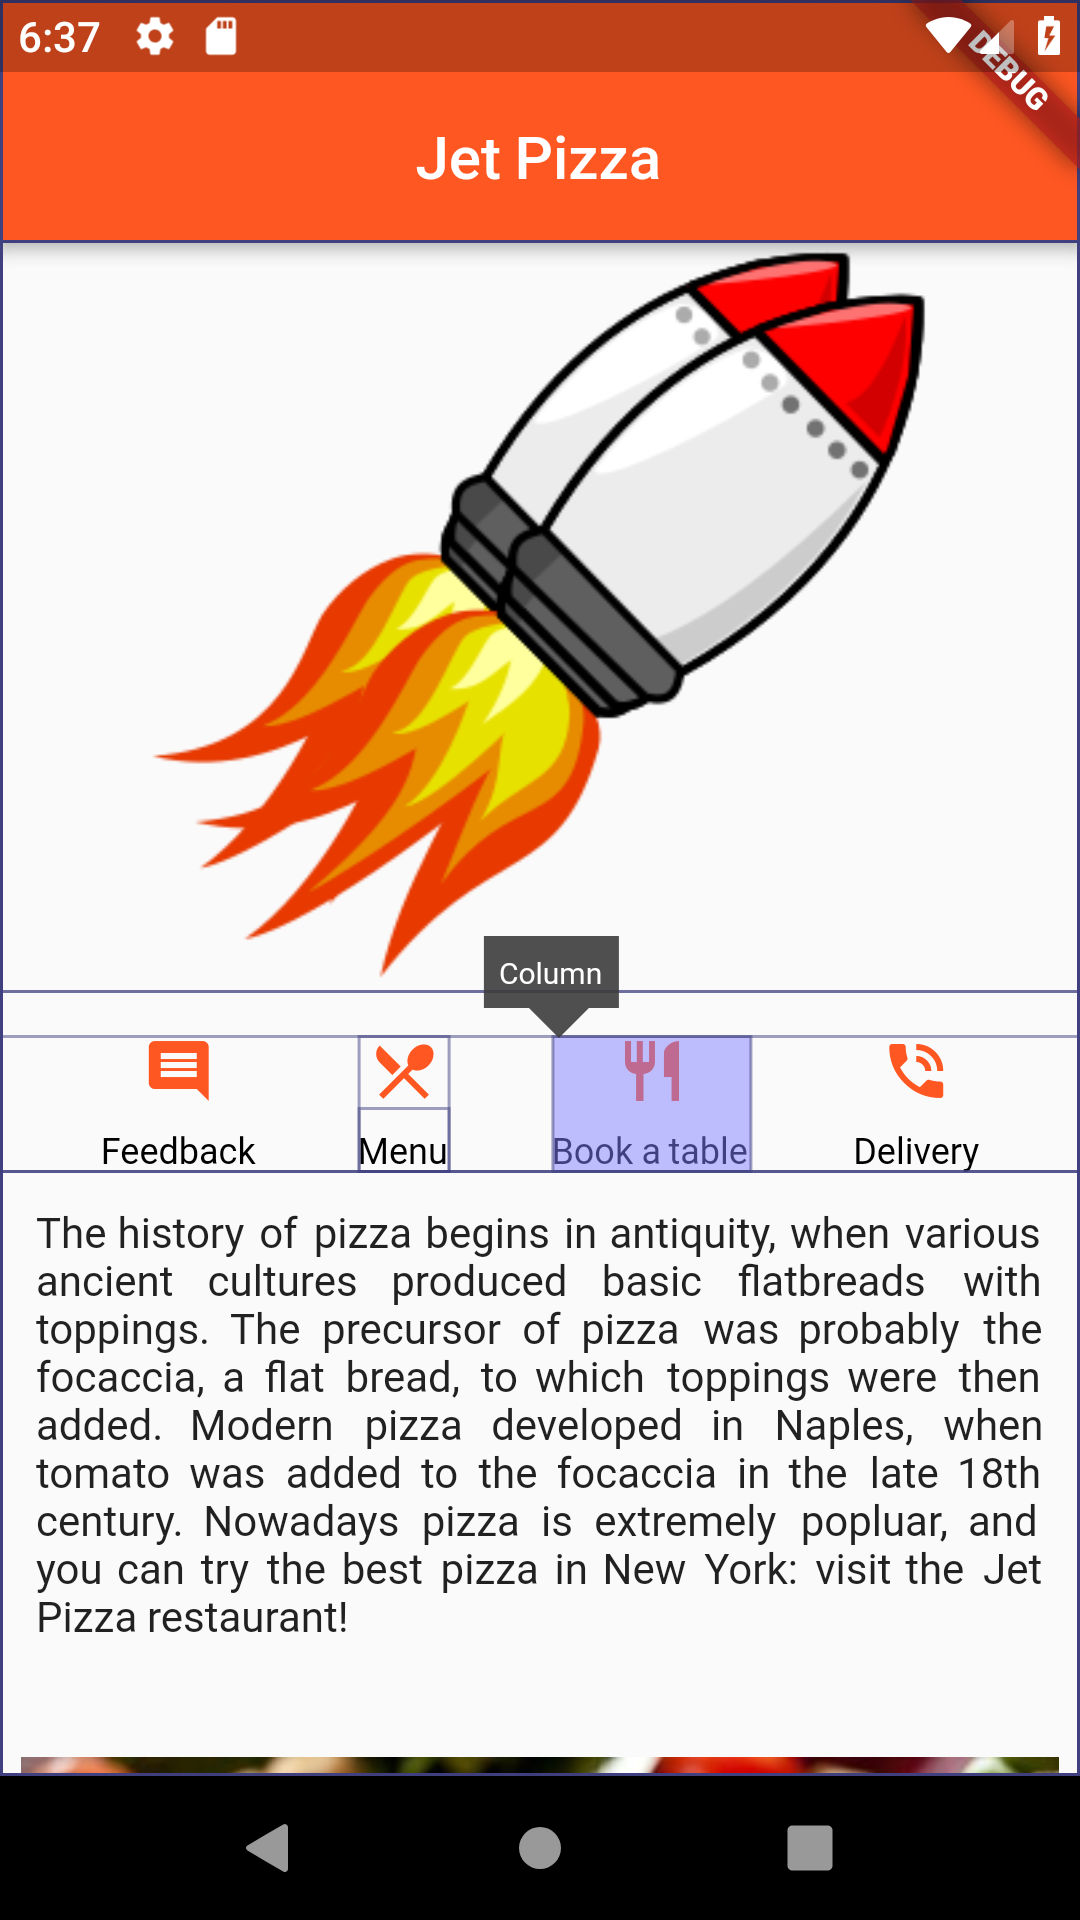 6:37
DEBUG
Jet Pizza
Column
Feedback Menu Book a table Delivery
The history of pizza begins in antiquity, when various
ancient cultures produced basic flatbreads with
toppings. The precursor of pizza was probably the
focaccia, a flat bread, to which toppings were then
added. Modern pizza developed in Naples, when
tomato was added to the focaccia in the late 18th
century. Nowadays pizza is extremely popluar, and
you can try the best pizza in New York: visit the Jet
Pizza restaurant!